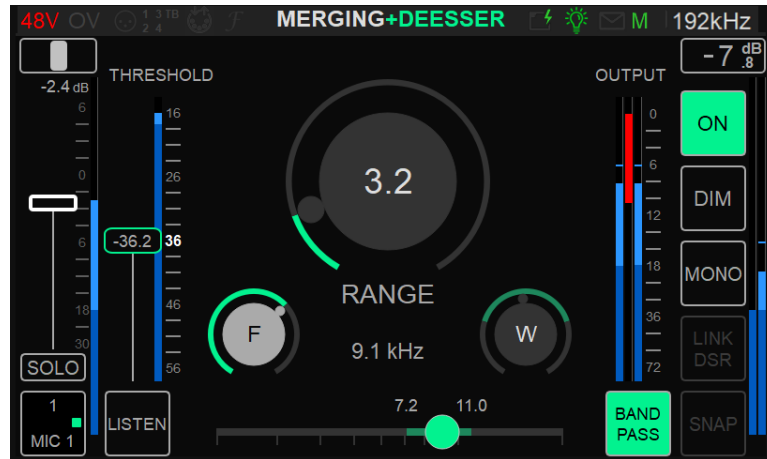 48V OV 1 3 TB MERGING+DEESSER M 192kHz
2 4
-7 .8 dB
-2.4 dB THRESHOLD OUTPUT
6 16 0 ON
0 26 6
3.2 12 DIM
6 -36.2 36
18 MONO
RANGE
18 46 36
30 F 9.1 kHz W LINK
SOLO 56 72 DSR
1 LISTEN 7.2 11.0 BAND SNAP
MIC 1 PASS